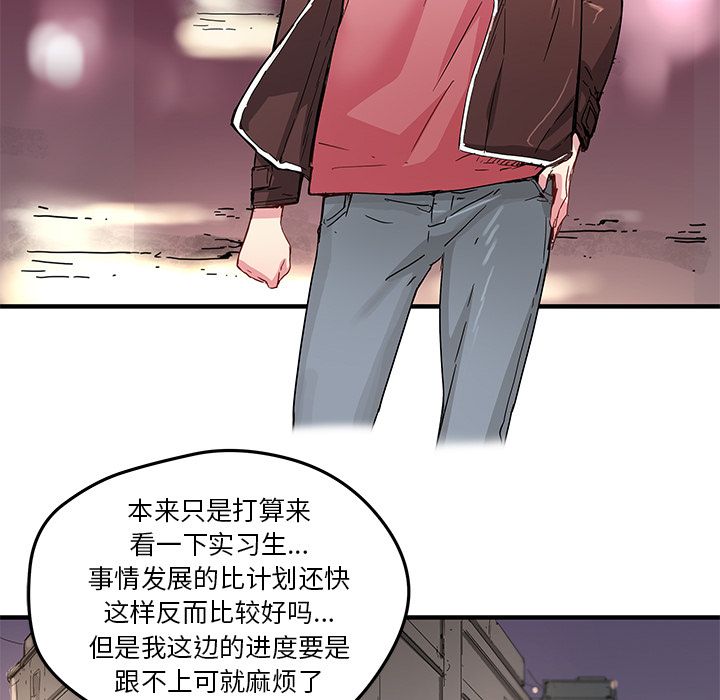 本来只是打算来
看一下实习生...
事情发展的比计划还快
这样反而比较好吗...
但是我这边的进度要是
跟不上可就麻烦了